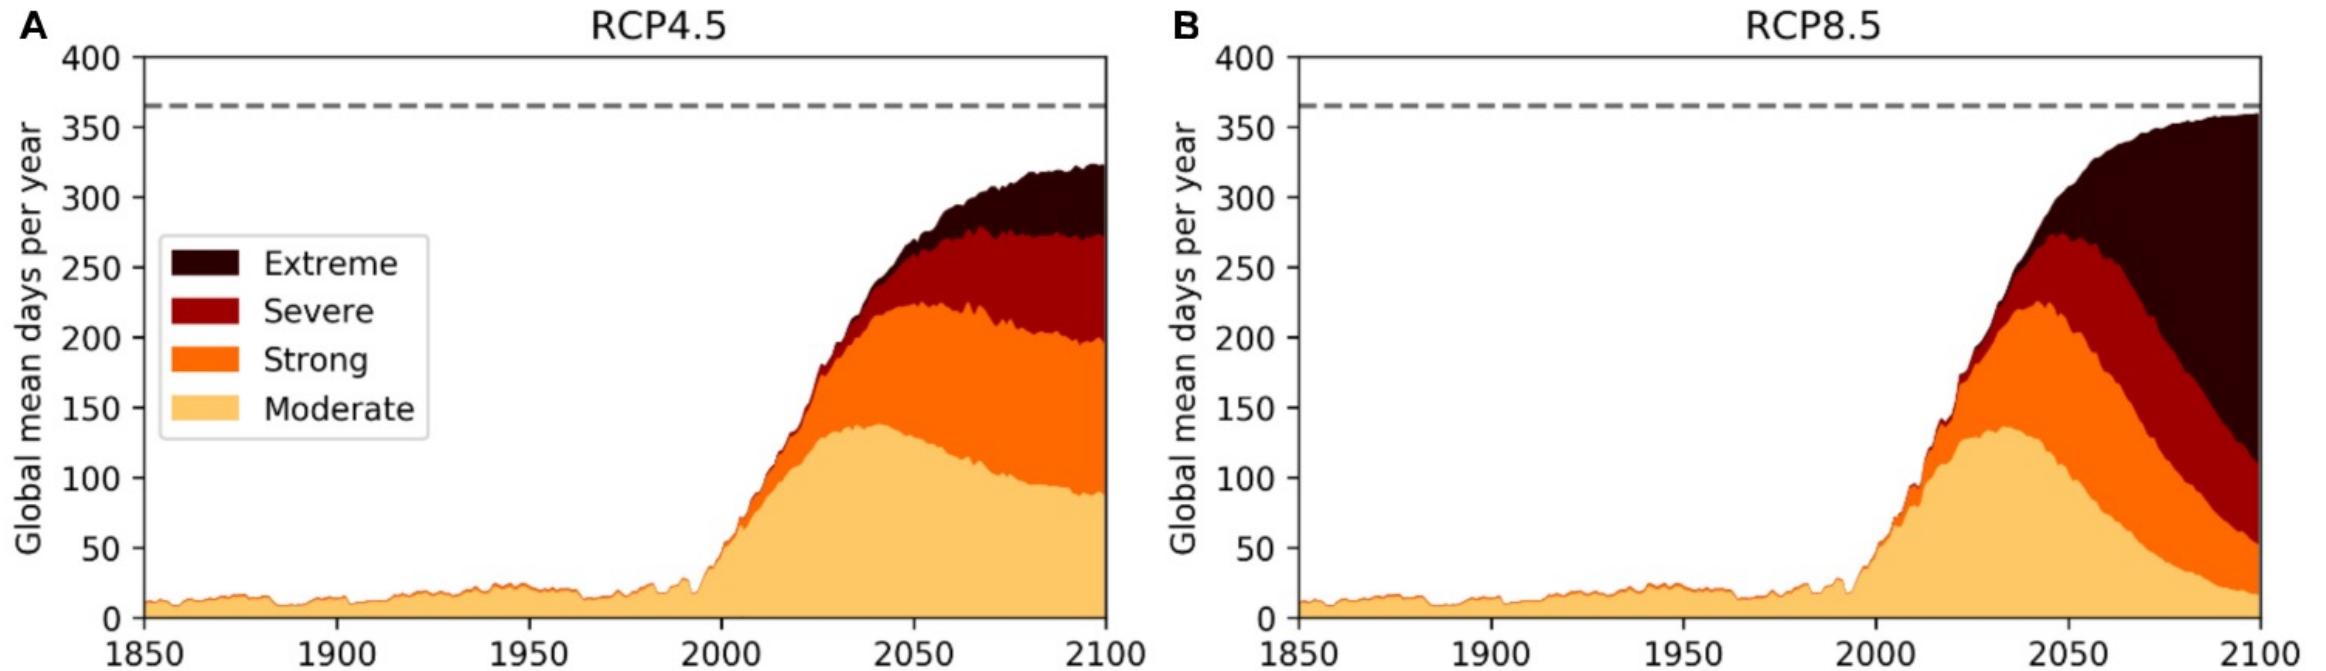 A
RCP4.5
Global mean days per year
400
350
300
250
200
150
100
50
0
Extreme
Severe
Strong
Moderate
1850 1900 1950 2000 2050 2100
B
RCP8.5
Global mean days per year
400
350
300
250
200
150
100
50
0
1850 1900 1950 2000 2050 2100